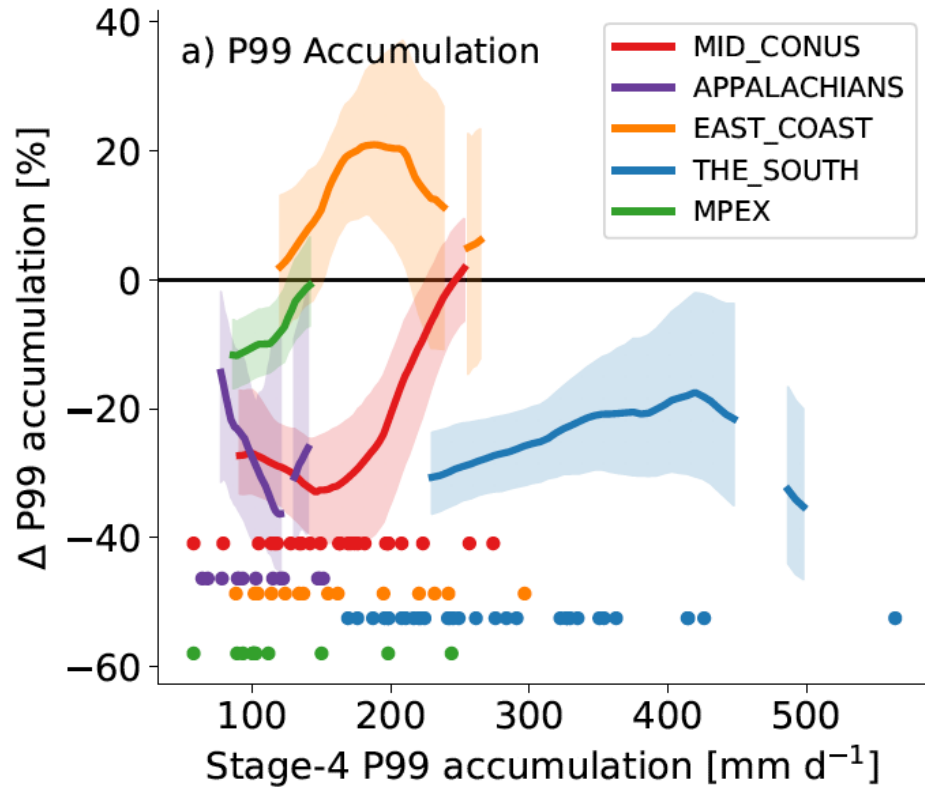 a) P99 Accumulation
MID_CONUS
APPALACHIANS
EAST_COAST
THE_SOUTH
MPEX
Δ P99 accumulation [%]
40
20
0
−20
−40
−60
100 200 300 400 500
Stage-4 P99 accumulation [mm d⁻¹]